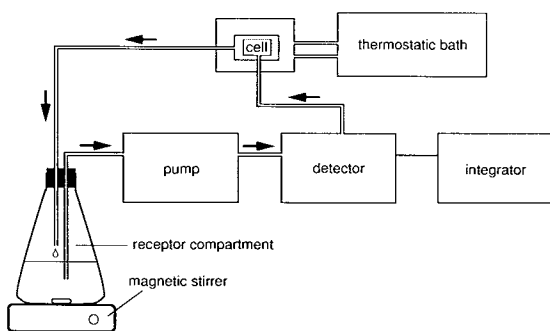 cell
thermostatic bath
pump
detector
integrator
receptor compartment
magnetic stirrer